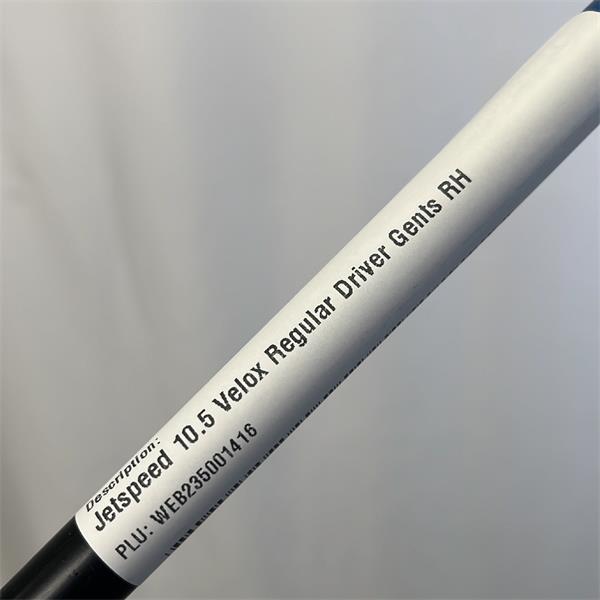 Description:
Jetspeed 10.5 Velox Regular Driver Gents RH
PLU: WEB235001416